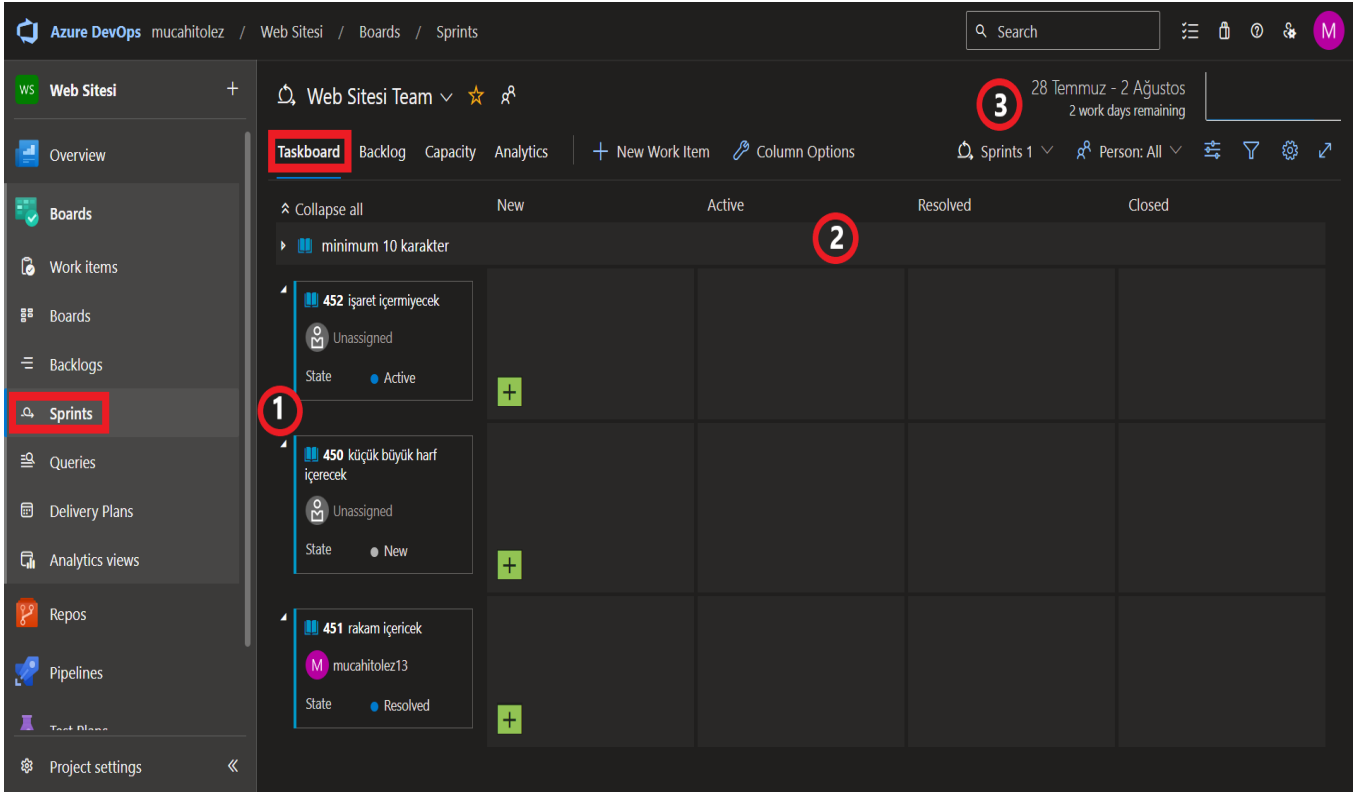 Azure DevOps mucahitolez / Web Sitesi / Boards / Sprints
Search
M
WS Web Sitesi
Web Sitesi Team
3
28 Temmuz - 2 Ağustos
2 work days remaining
Overview
Taskboard Backlog Capacity Analytics New Work Item Column Options
Sprints 1 Person: All
Boards
Collapse all New Active Resolved Closed
minimum 10 karakter
2
Work items
Boards
Backlogs
Sprints
Queries
Delivery Plans
Analytics views
Repos
Pipelines
Test Plans
Project settings
452 işaret içermiyecek
Unassigned
State Active
1
450 küçük büyük harf
içerecek
Unassigned
State New
451 rakam içericek
M mucahitolez13
State Resolved